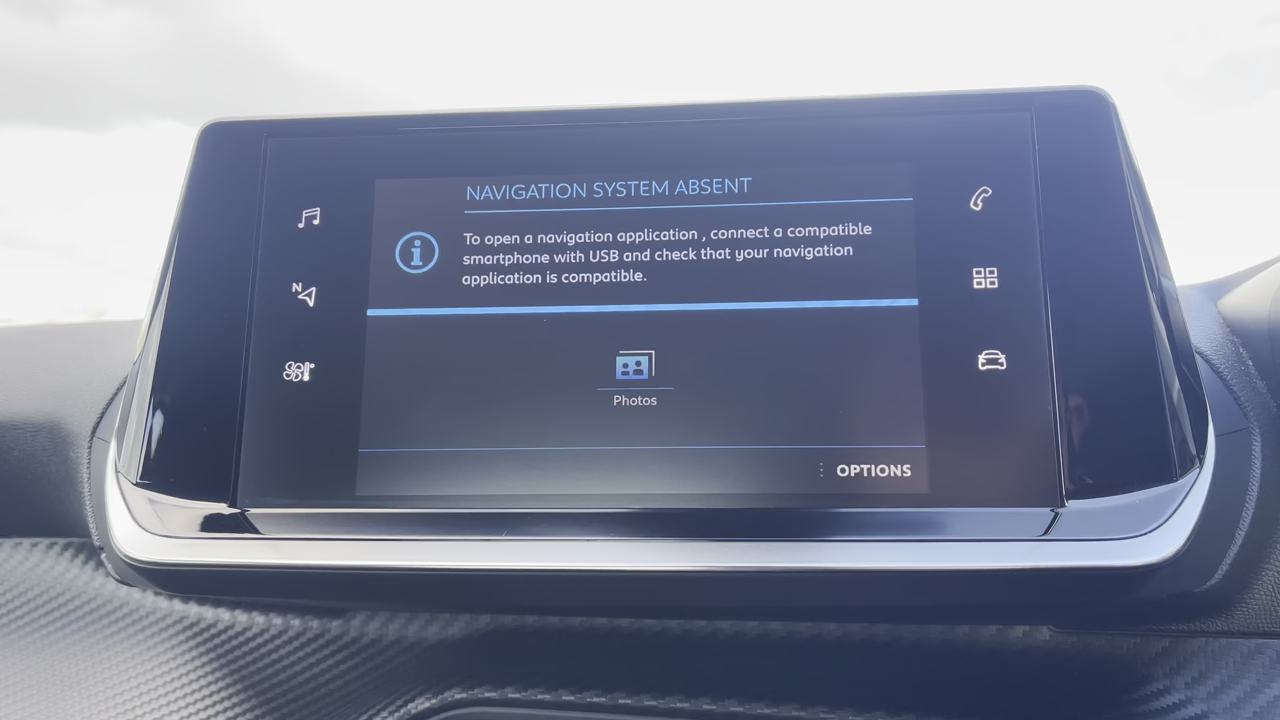 NAVIGATION SYSTEM ABSENT
To open a navigation application , connect a compatible
smartphone with USB and check that your navigation
application is compatible.
N
Photos
OPTIONS